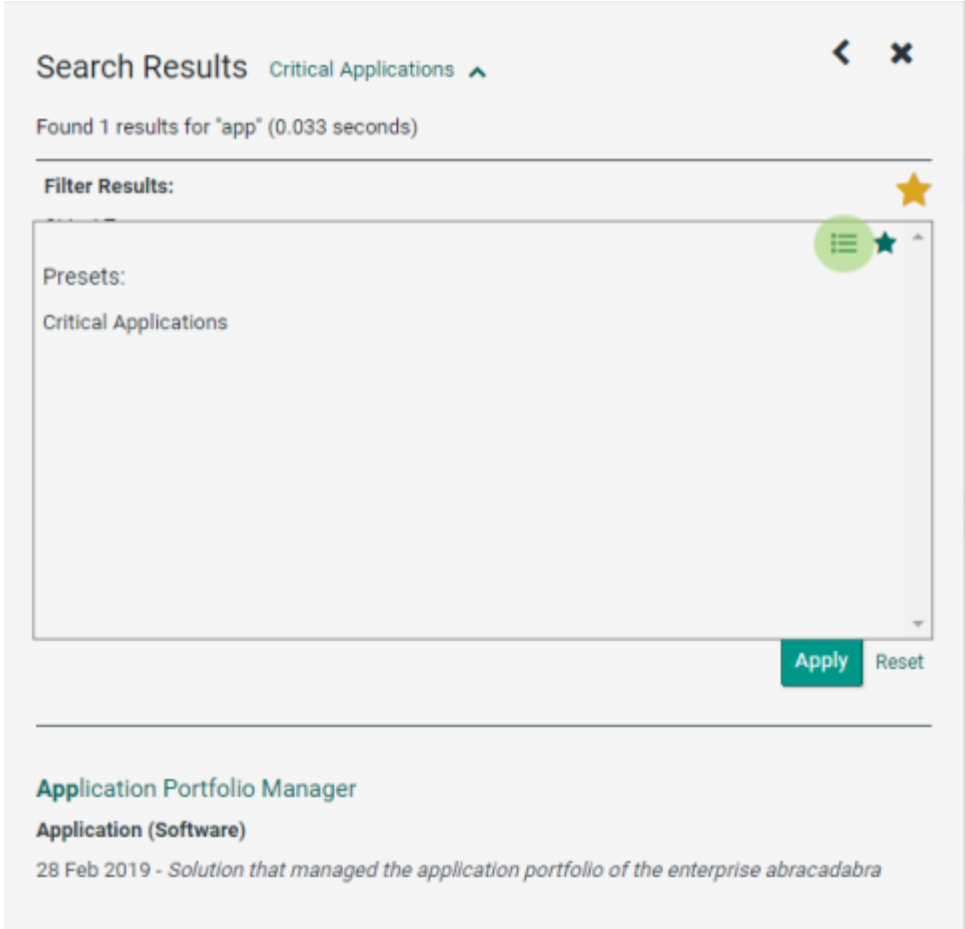 Search Results Critical Applications
Found 1 results for "app" (0.033 seconds)
Filter Results:
Presets:
Critical Applications
Apply Reset
Application Portfolio Manager
Application (Software)
28 Feb 2019 - Solution that managed the application portfolio of the enterprise abracadabra